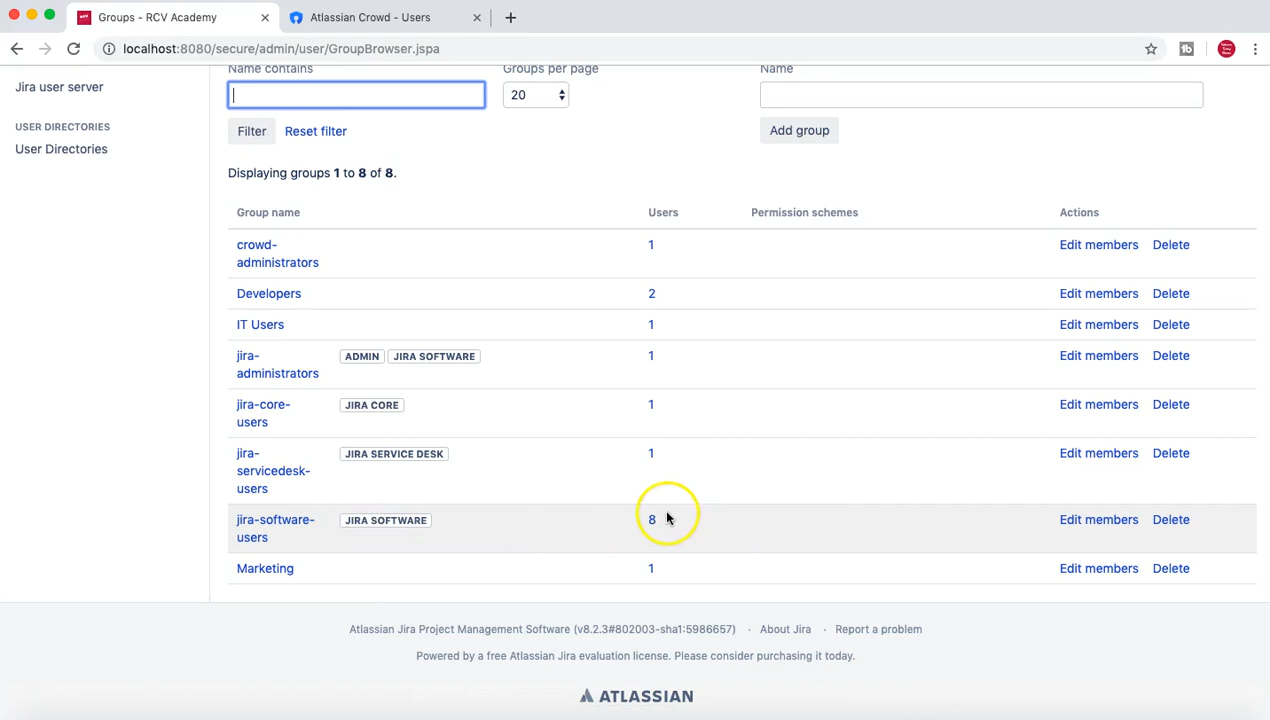 Groups - RCV Academy
Atlassian Crowd - Users
localhost:8080/secure/admin/user/GroupBrowser.jspa
Jira user server
USER DIRECTORIES
User Directories
Name contains
Groups per page
Name
20
Filter
Reset filter
Add group
Displaying groups 1 to 8 of 8.
Group name Users Permission schemes Actions
crowd-
administrators
1 Edit members Delete
Developers 2 Edit members Delete
IT Users 1 Edit members Delete
jira-
administrators
ADMIN JIRA SOFTWARE 1 Edit members Delete
jira-core-
users
JIRA CORE 1 Edit members Delete
jira-
servicedesk-
users
JIRA SERVICE DESK 1 Edit members Delete
jira-software-
users
JIRA SOFTWARE 8 Edit members Delete
Marketing 1 Edit members Delete
Atlassian Jira Project Management Software (v8.2.3#802003-sha1:5986657) · About Jira · Report a problem
Powered by a free Atlassian Jira evaluation license. Please consider purchasing it today.
ATLASSIAN